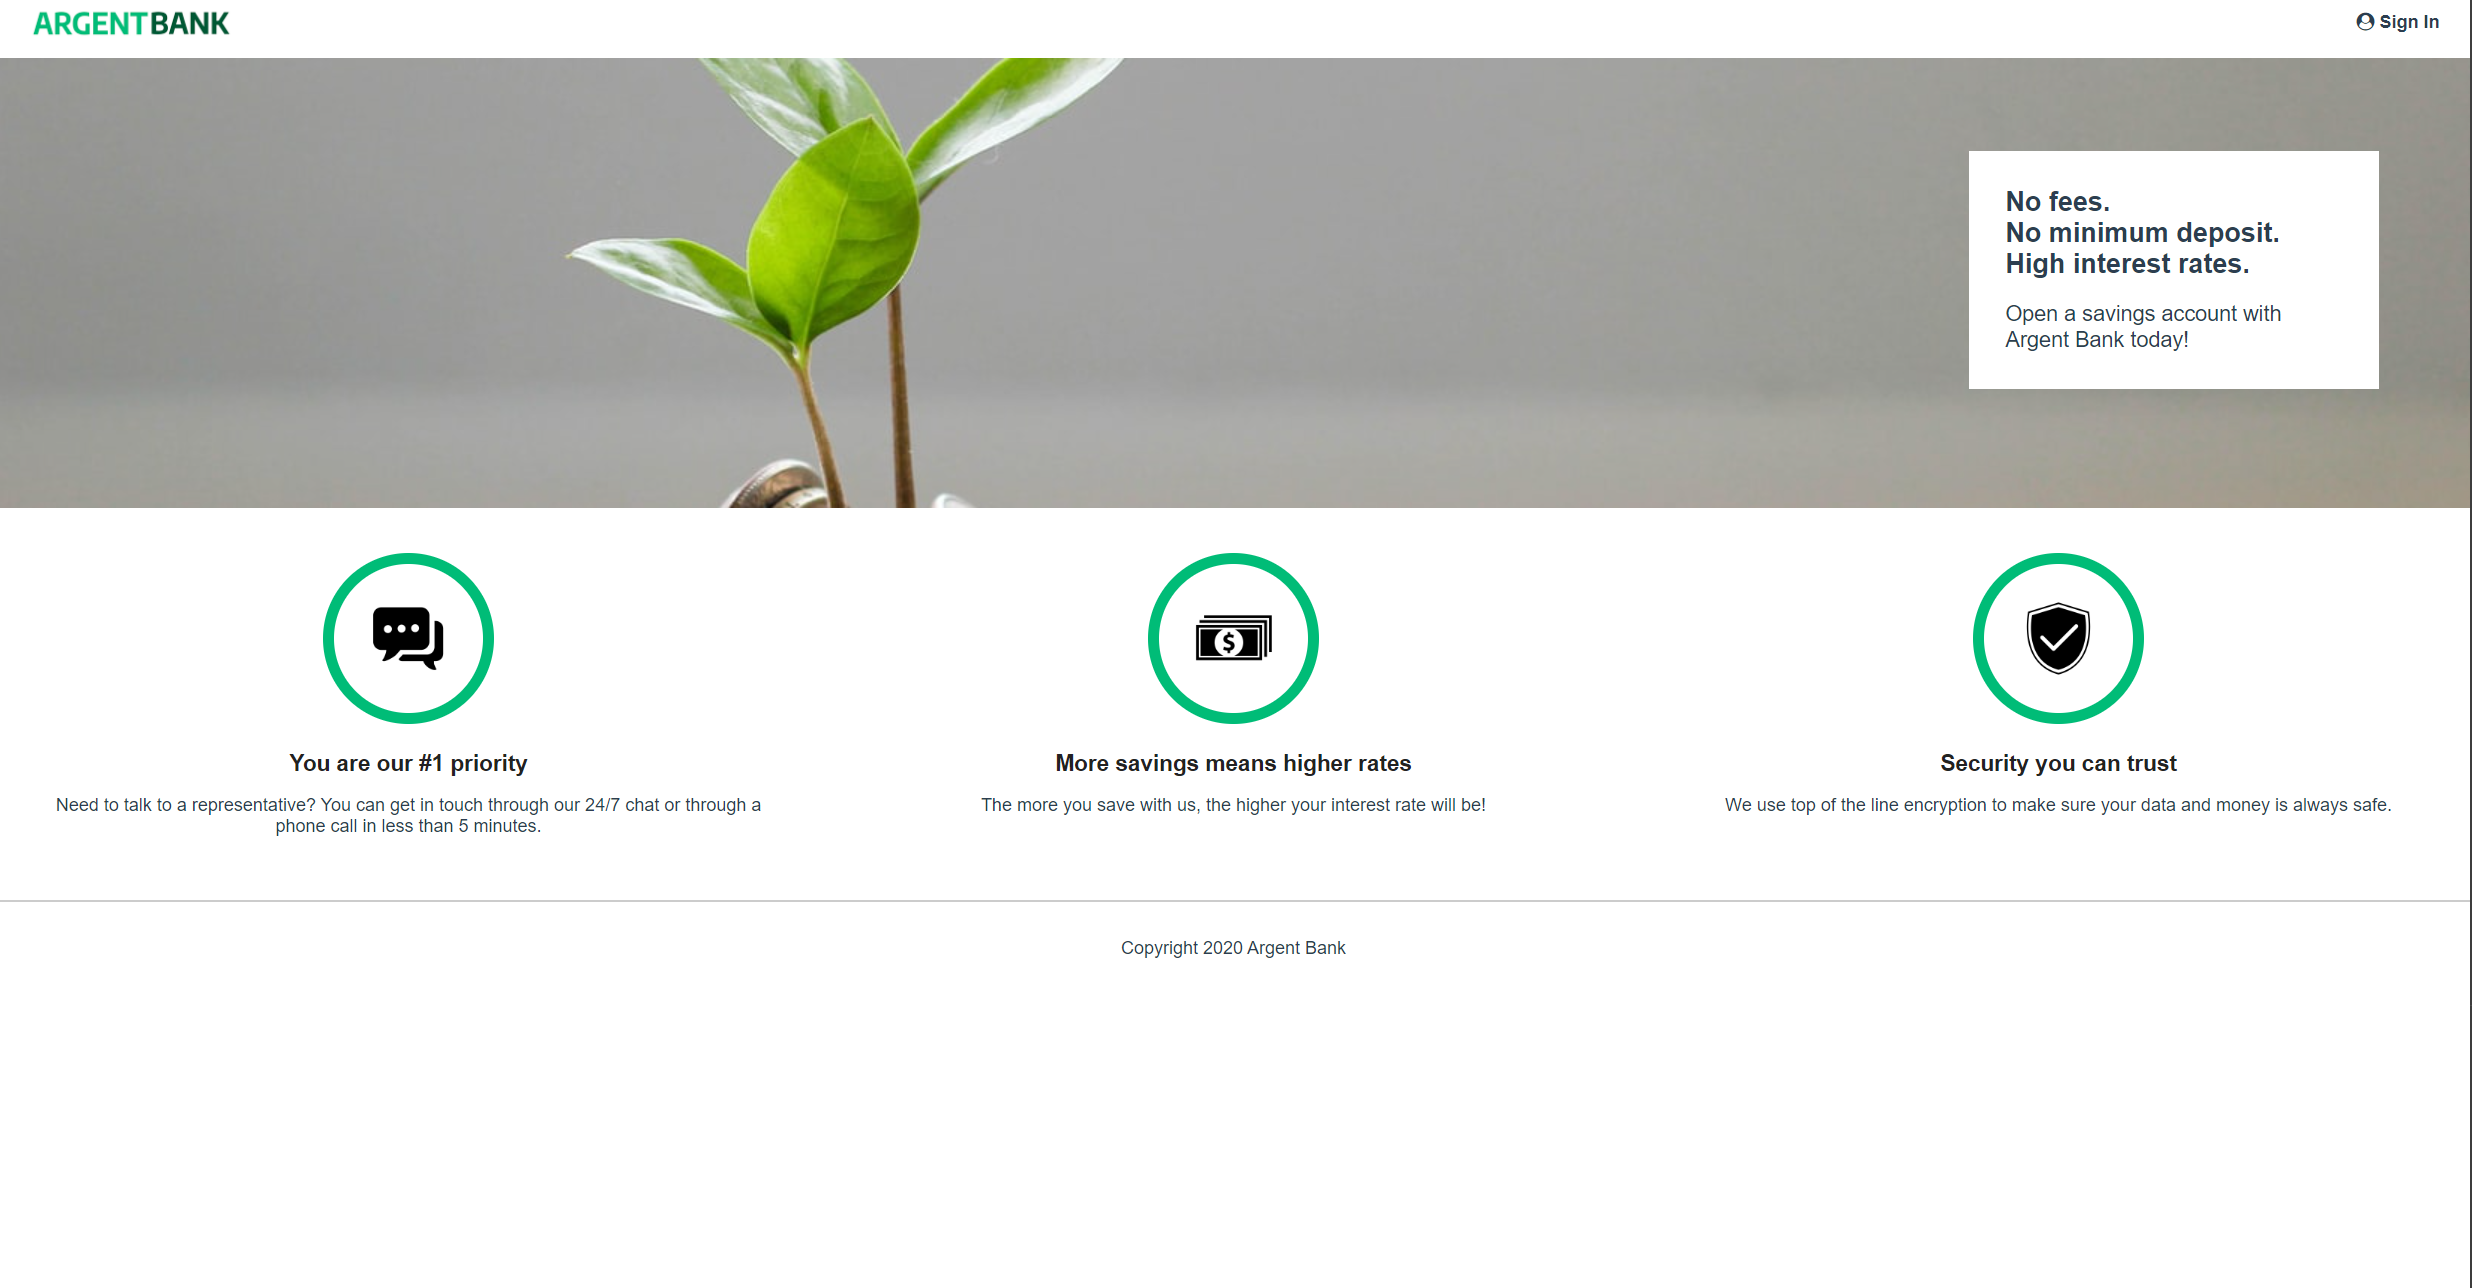 ARGENTBANK
Sign In
No fees.
No minimum deposit.
High interest rates.
Open a savings account with
Argent Bank today!
You are our #1 priority
Need to talk to a representative? You can get in touch through our 24/7 chat or through a
phone call in less than 5 minutes.
More savings means higher rates
The more you save with us, the higher your interest rate will be!
Security you can trust
We use top of the line encryption to make sure your data and money is always safe.
Copyright 2020 Argent Bank